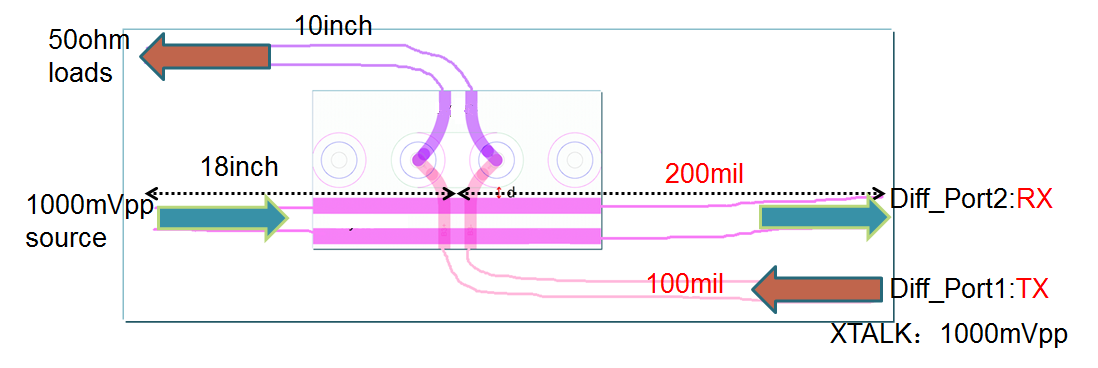 10inch
50ohm
loads
18inch
200mil
d
1000mVpp
source
Diff_Port2:RX
100mil
Diff_Port1:TX
XTALK：1000mVpp